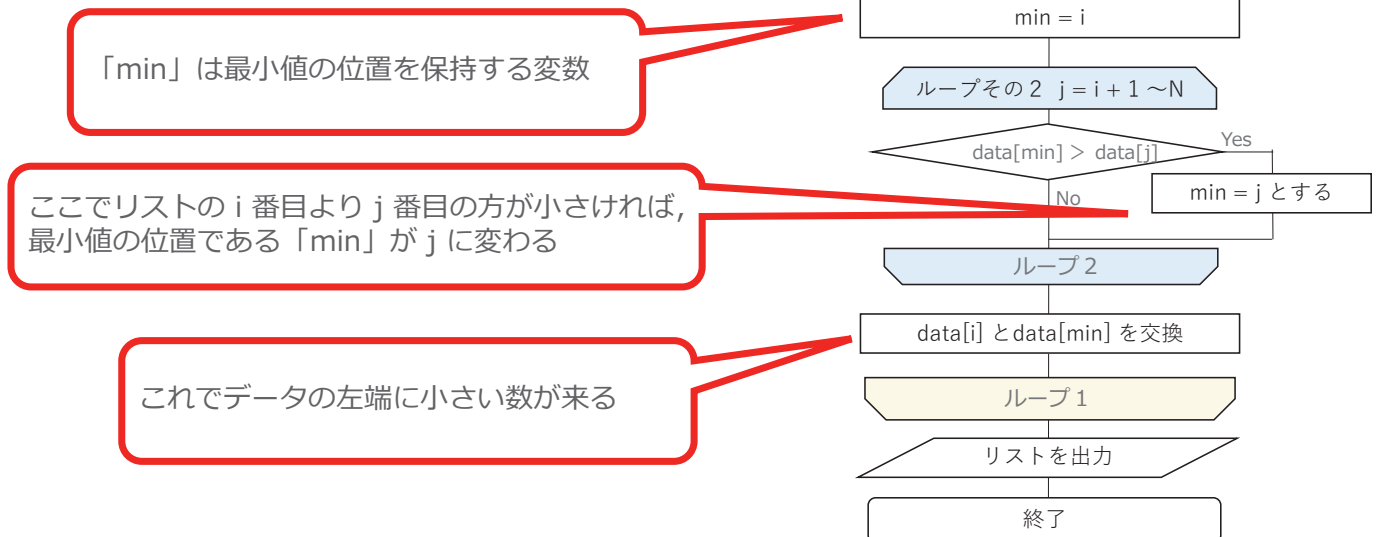 min = i
「min」は最小値の位置を保持する変数
ループその2 j = i + 1 〜N
data[min] ＞ data[j]
Yes
min = j とする
No
ここでリストの i 番目より j 番目の方が小さければ,
最小値の位置である「min」が j に変わる
ループ 2
data[i] とdata[min] を交換
これでデータの左端に小さい数が来る
ループ 1
リストを出力
終了